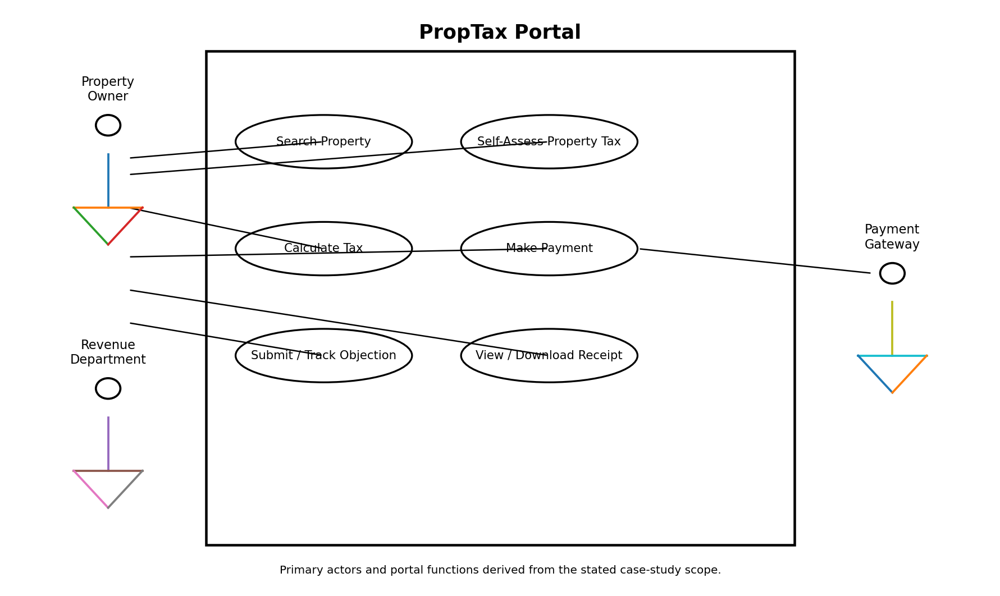 PropTax Portal
Property
Owner
Search Property
Self-Assess Property Tax
Calculate Tax
Make Payment
Payment
Gateway
Revenue
Department
Submit / Track Objection
View / Download Receipt
Primary actors and portal functions derived from the stated case-study scope.